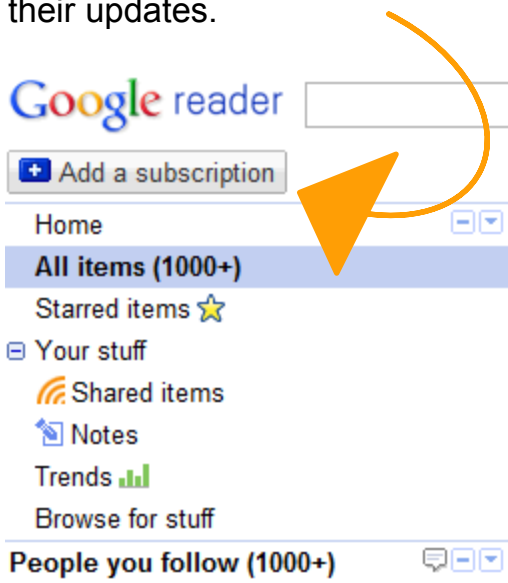 their updates.
Google reader
Add a subscription
Home
All items (1000+)
Starred items
Your stuff
Shared items
Notes
Trends
Browse for stuff
People you follow (1000+)